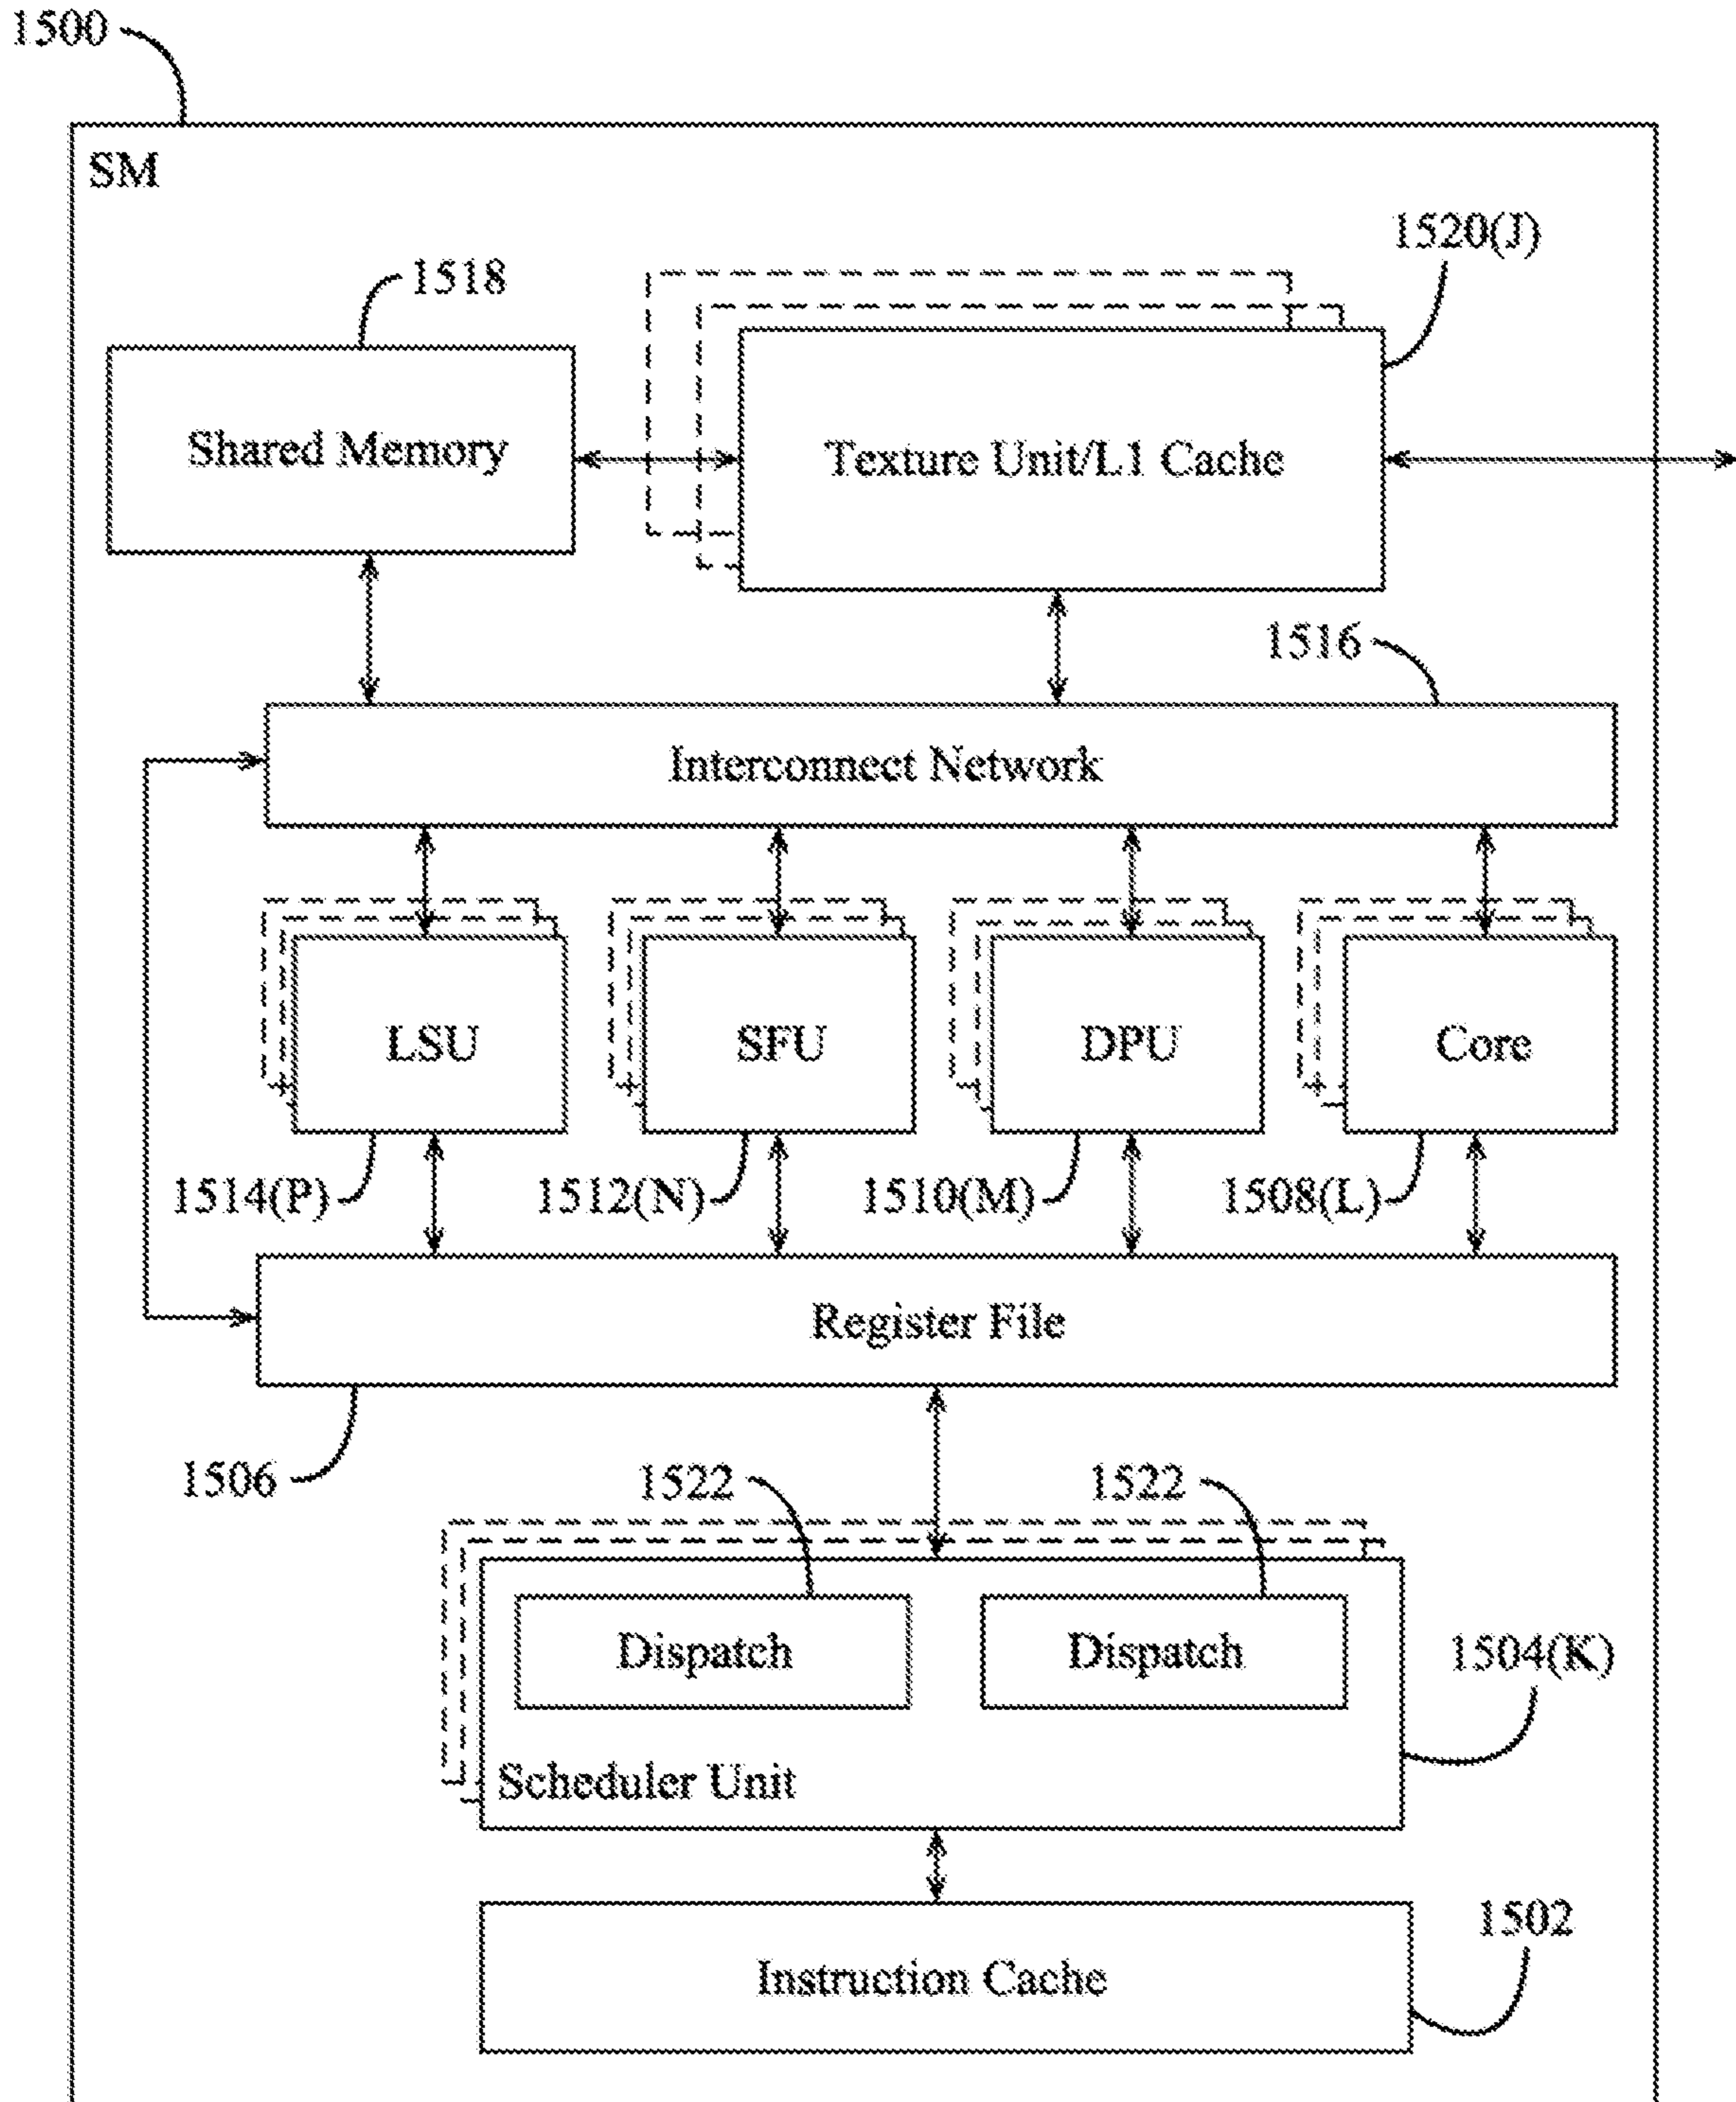 1500
SM
1520(J)
1518
Shared Memory
Texture Unit/L1 Cache
1516
Interconnect Network
LSU
SFU
DPU
Core
1514(P)
1512(N)
1510(M)
1508(L)
Register File
1506
1522
1522
Dispatch
Dispatch
1504(K)
Scheduler Unit
1502
Instruction Cache